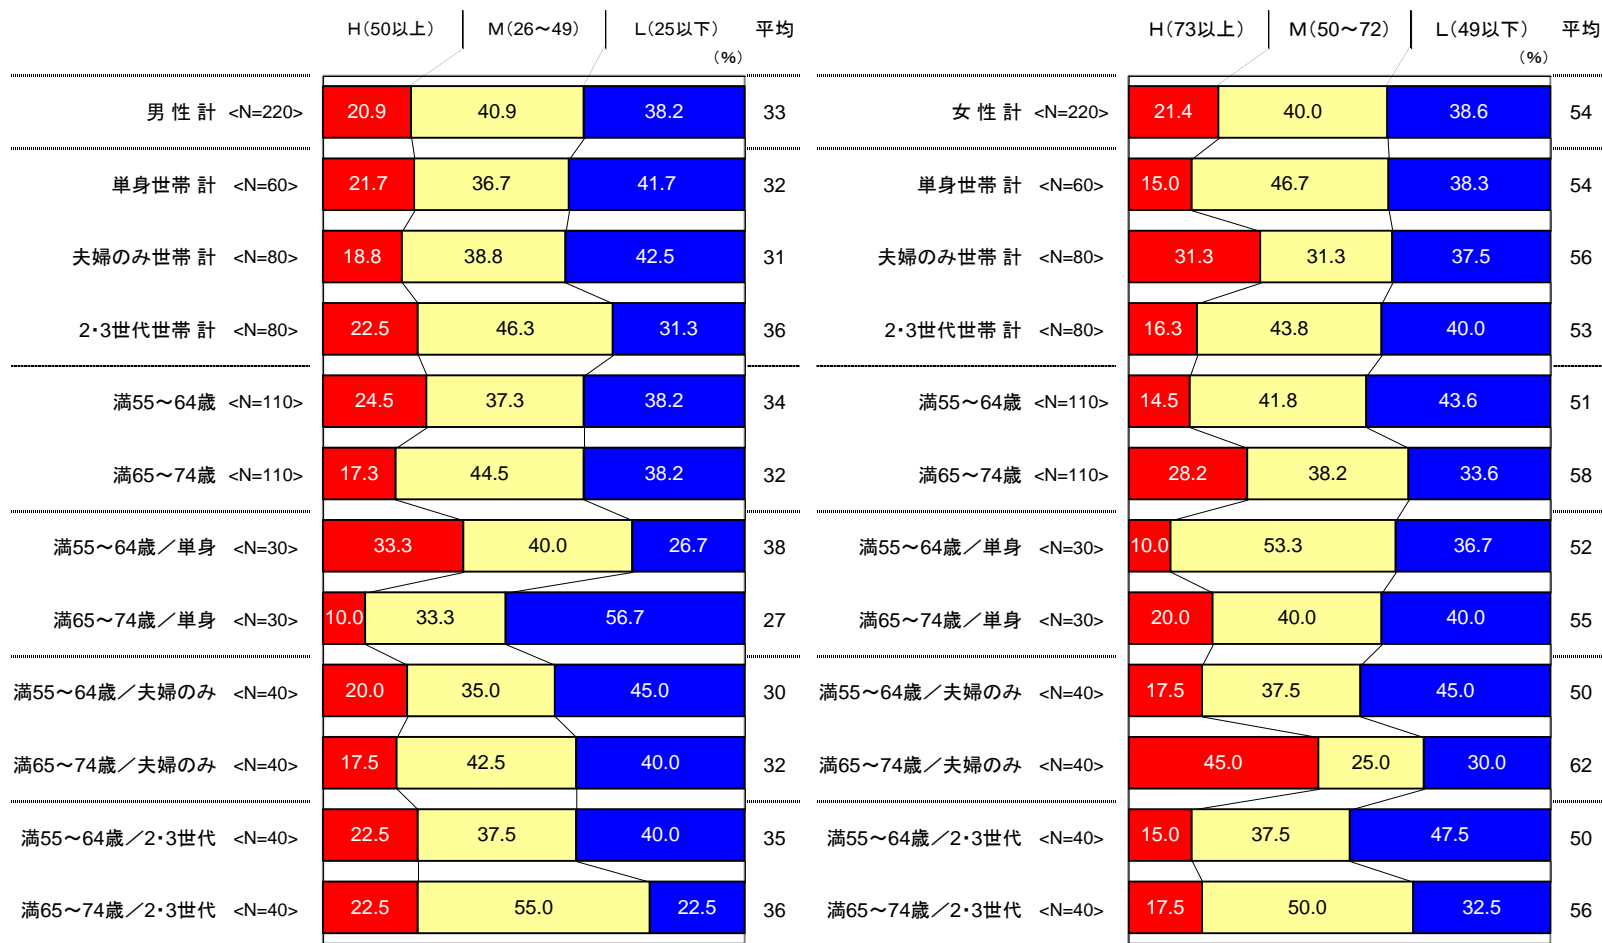 H(50以上) M(26～49) L(25以下) 平均 H(73以上) M(50～72) L(49以下) 平均
(%) (%)
男 性 計 <N=220> 20.9 40.9 38.2 33 女 性 計 <N=220> 21.4 40.0 38.6 54
単身世帯 計 <N=60> 21.7 36.7 41.7 32 単身世帯 計 <N=60> 15.0 46.7 38.3 54
夫婦のみ世帯 計 <N=80> 18.8 38.8 42.5 31 夫婦のみ世帯 計 <N=80> 31.3 31.3 37.5 56
2・3世代世帯 計 <N=80> 22.5 46.3 31.3 36 2・3世代世帯 計 <N=80> 16.3 43.8 40.0 53
満55～64歳 <N=110> 24.5 37.3 38.2 34 満55～64歳 <N=110> 14.5 41.8 43.6 51
満65～74歳 <N=110> 17.3 44.5 38.2 32 満65～74歳 <N=110> 28.2 38.2 33.6 58
満55～64歳／単身 <N=30> 33.3 40.0 26.7 38 満55～64歳／単身 <N=30> 10.0 53.3 36.7 52
満65～74歳／単身 <N=30> 10.0 33.3 56.7 27 満65～74歳／単身 <N=30> 20.0 40.0 40.0 55
満55～64歳／夫婦のみ <N=40> 20.0 35.0 45.0 30 満55～64歳／夫婦のみ <N=40> 17.5 37.5 45.0 50
満65～74歳／夫婦のみ <N=40> 17.5 42.5 40.0 32 満65～74歳／夫婦のみ <N=40> 45.0 25.0 30.0 62
満55～64歳／2・3世代 <N=40> 22.5 37.5 40.0 35 満55～64歳／2・3世代 <N=40> 15.0 37.5 47.5 50
満65～74歳／2・3世代 <N=40> 22.5 55.0 22.5 36 満65～74歳／2・3世代 <N=40> 17.5 50.0 32.5 56